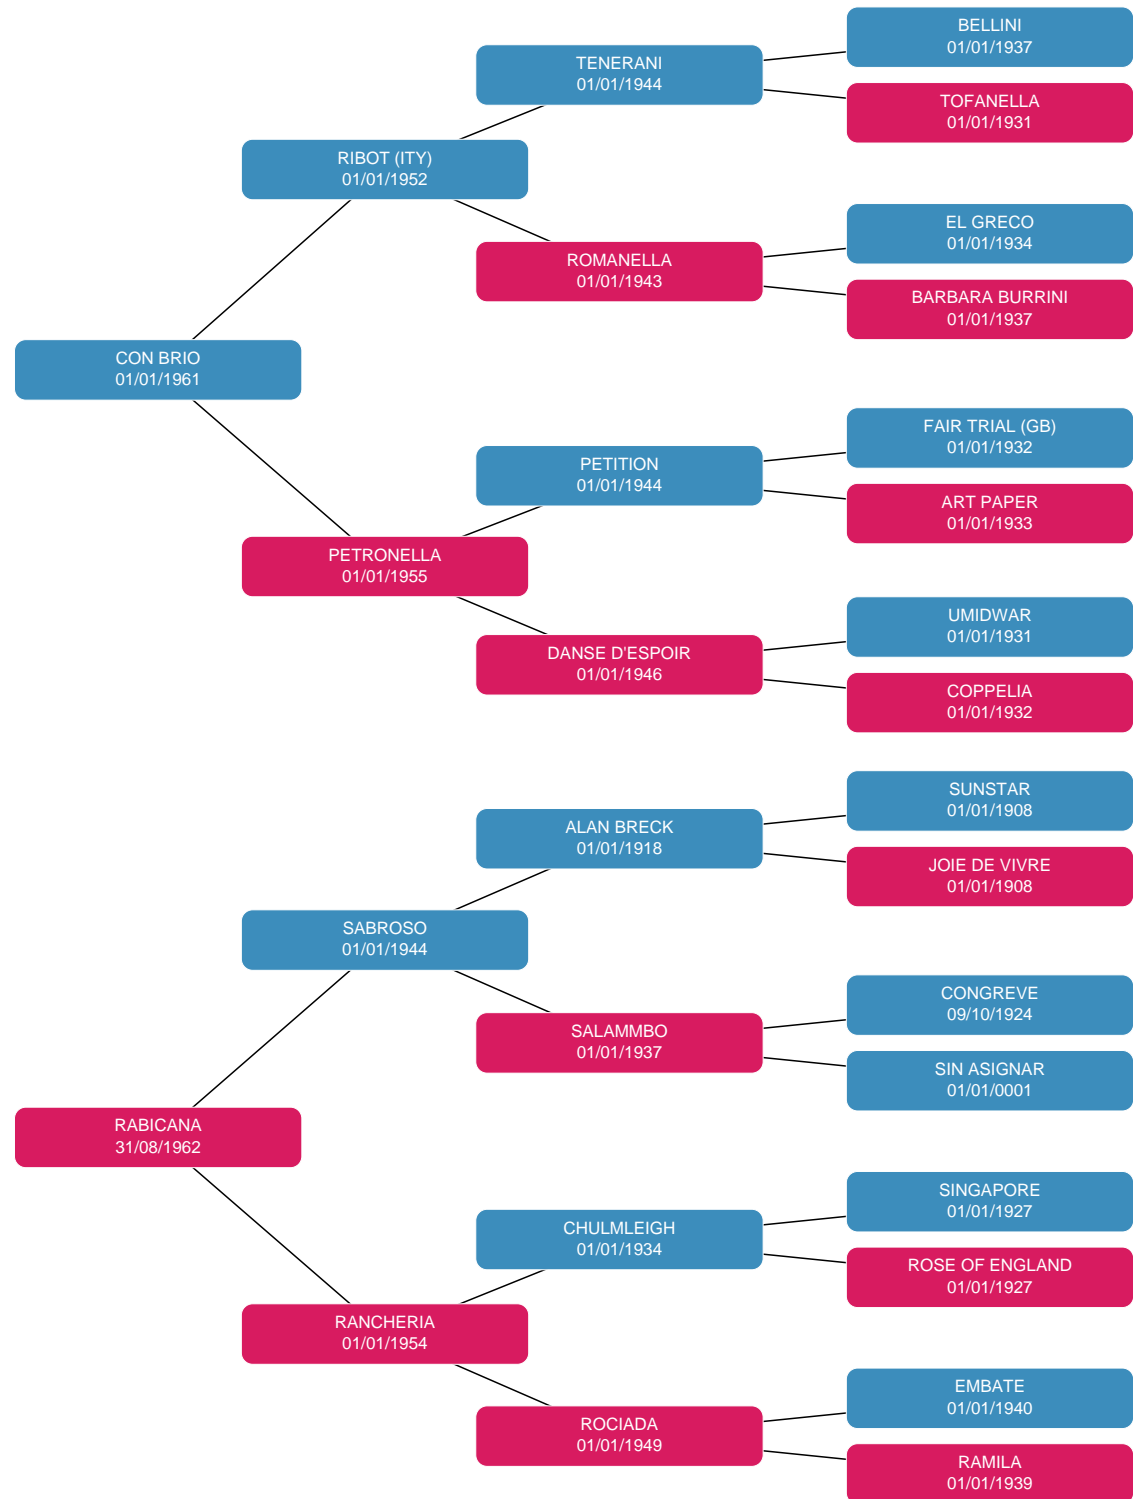 BELLINI
01/01/1937
TENERANI
01/01/1944
TOFANELLA
01/01/1931
RIBOT (ITY)
01/01/1952
EL GRECO
01/01/1934
ROMANELLA
01/01/1943
BARBARA BURRINI
01/01/1937
CON BRIO
01/01/1961
FAIR TRIAL (GB)
01/01/1932
PETITION
01/01/1944
ART PAPER
01/01/1933
PETRONELLA
01/01/1955
UMIDWAR
01/01/1931
DANSE D'ESPOIR
01/01/1946
COPPELIA
01/01/1932
SUNSTAR
01/01/1908
ALAN BRECK
01/01/1918
JOIE DE VIVRE
01/01/1908
SABROSO
01/01/1944
CONGREVE
09/10/1924
SALAMMBO
01/01/1937
SIN ASIGNAR
01/01/0001
RABICANA
31/08/1962
SINGAPORE
01/01/1927
CHULMLEIGH
01/01/1934
ROSE OF ENGLAND
01/01/1927
RANCHERIA
01/01/1954
EMBATE
01/01/1940
ROCIADA
01/01/1949
RAMILA
01/01/1939